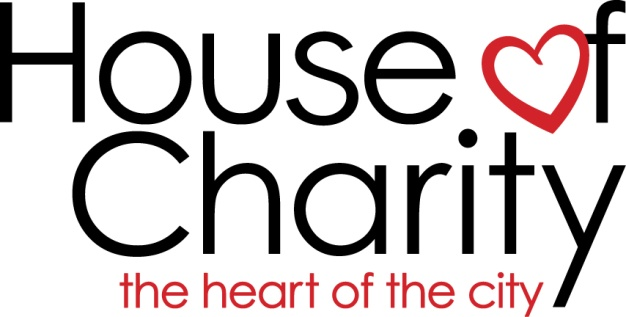 House of
Charity
the heart of the city